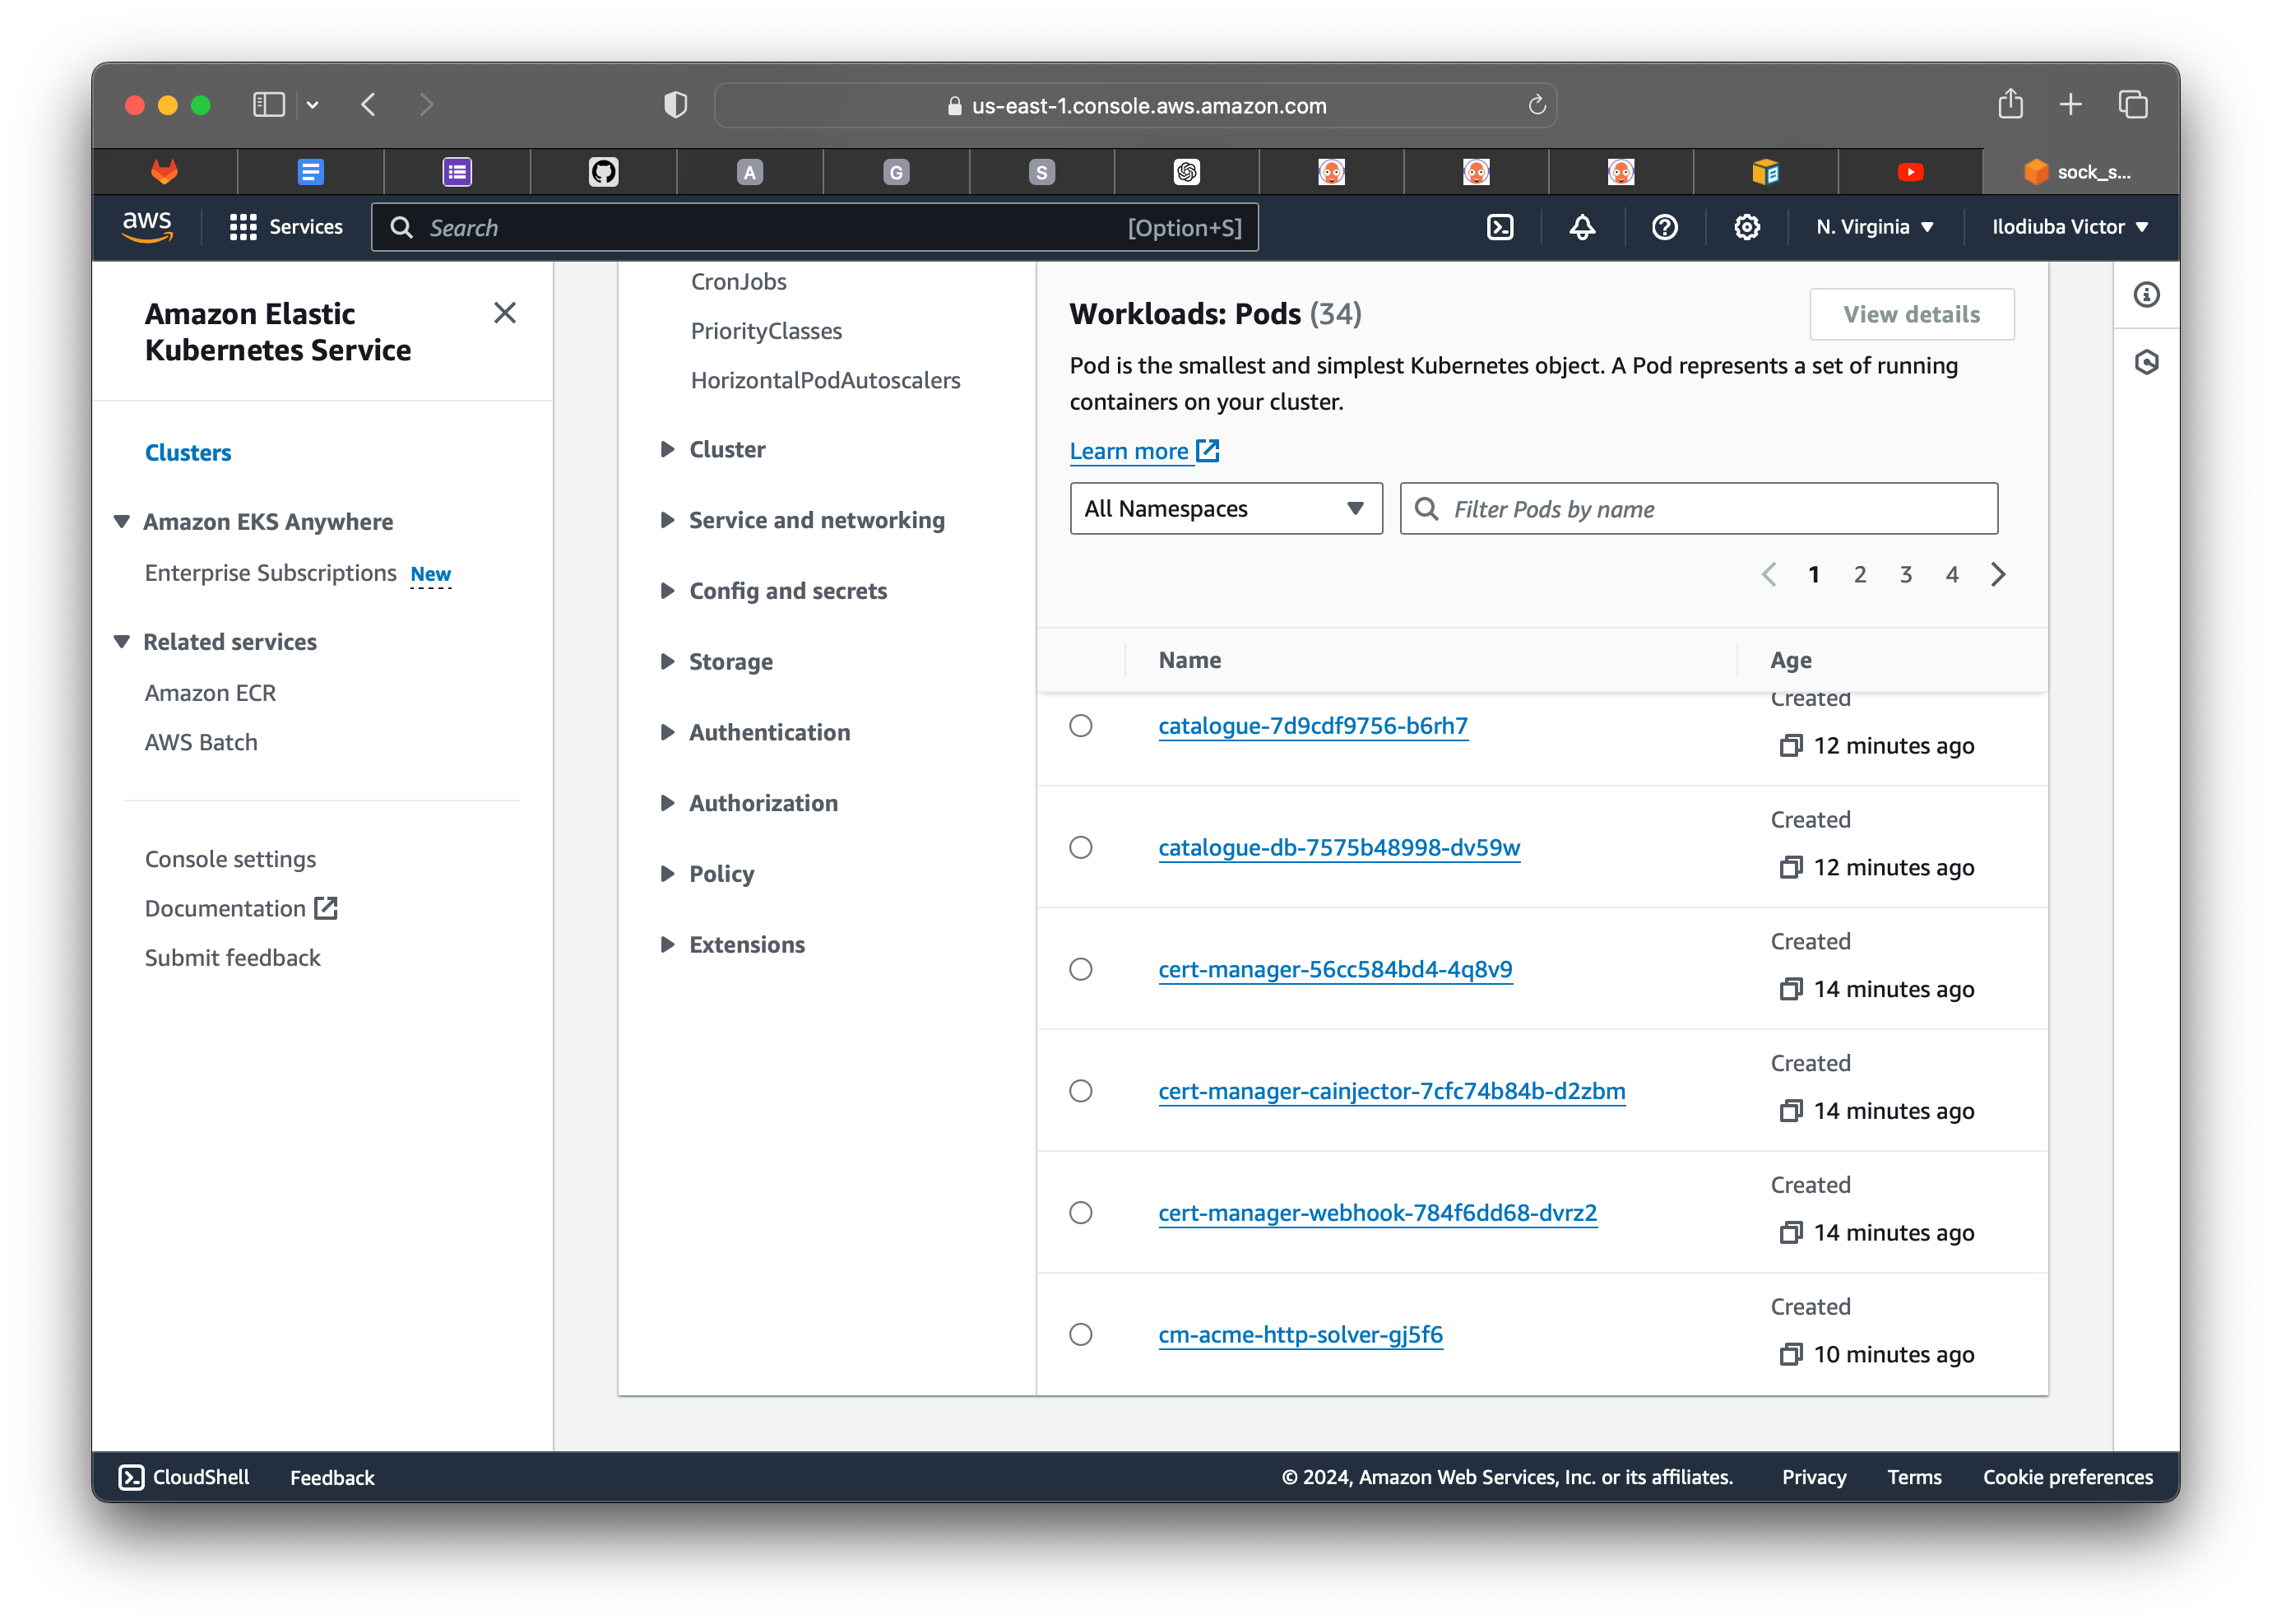 us-east-1.console.aws.amazon.com
A
G
S
sock_s...
aws
Services
Search
[Option+S]
N. Virginia
Ilodiuba Victor
Amazon Elastic
Kubernetes Service
Clusters
Amazon EKS Anywhere
Enterprise Subscriptions New
Related services
Amazon ECR
AWS Batch
Console settings
Documentation
Submit feedback
CronJobs
PriorityClasses
HorizontalPodAutoscalers
Cluster
Service and networking
Config and secrets
Storage
Authentication
Authorization
Policy
Extensions
Workloads: Pods (34)
View details
Pod is the smallest and simplest Kubernetes object. A Pod represents a set of running
containers on your cluster.
Learn more
All Namespaces
Filter Pods by name
1 2 3 4
Name
Age
Created
catalogue-7d9cdf9756-b6rh7
12 minutes ago
Created
catalogue-db-7575b48998-dv59w
12 minutes ago
Created
cert-manager-56cc584bd4-4q8v9
14 minutes ago
Created
cert-manager-cainjector-7cfc74b84b-d2zbm
14 minutes ago
Created
cert-manager-webhook-784f6dd68-dvrz2
14 minutes ago
Created
cm-acme-http-solver-gj5f6
10 minutes ago
CloudShell
Feedback
© 2024, Amazon Web Services, Inc. or its affiliates.
Privacy
Terms
Cookie preferences